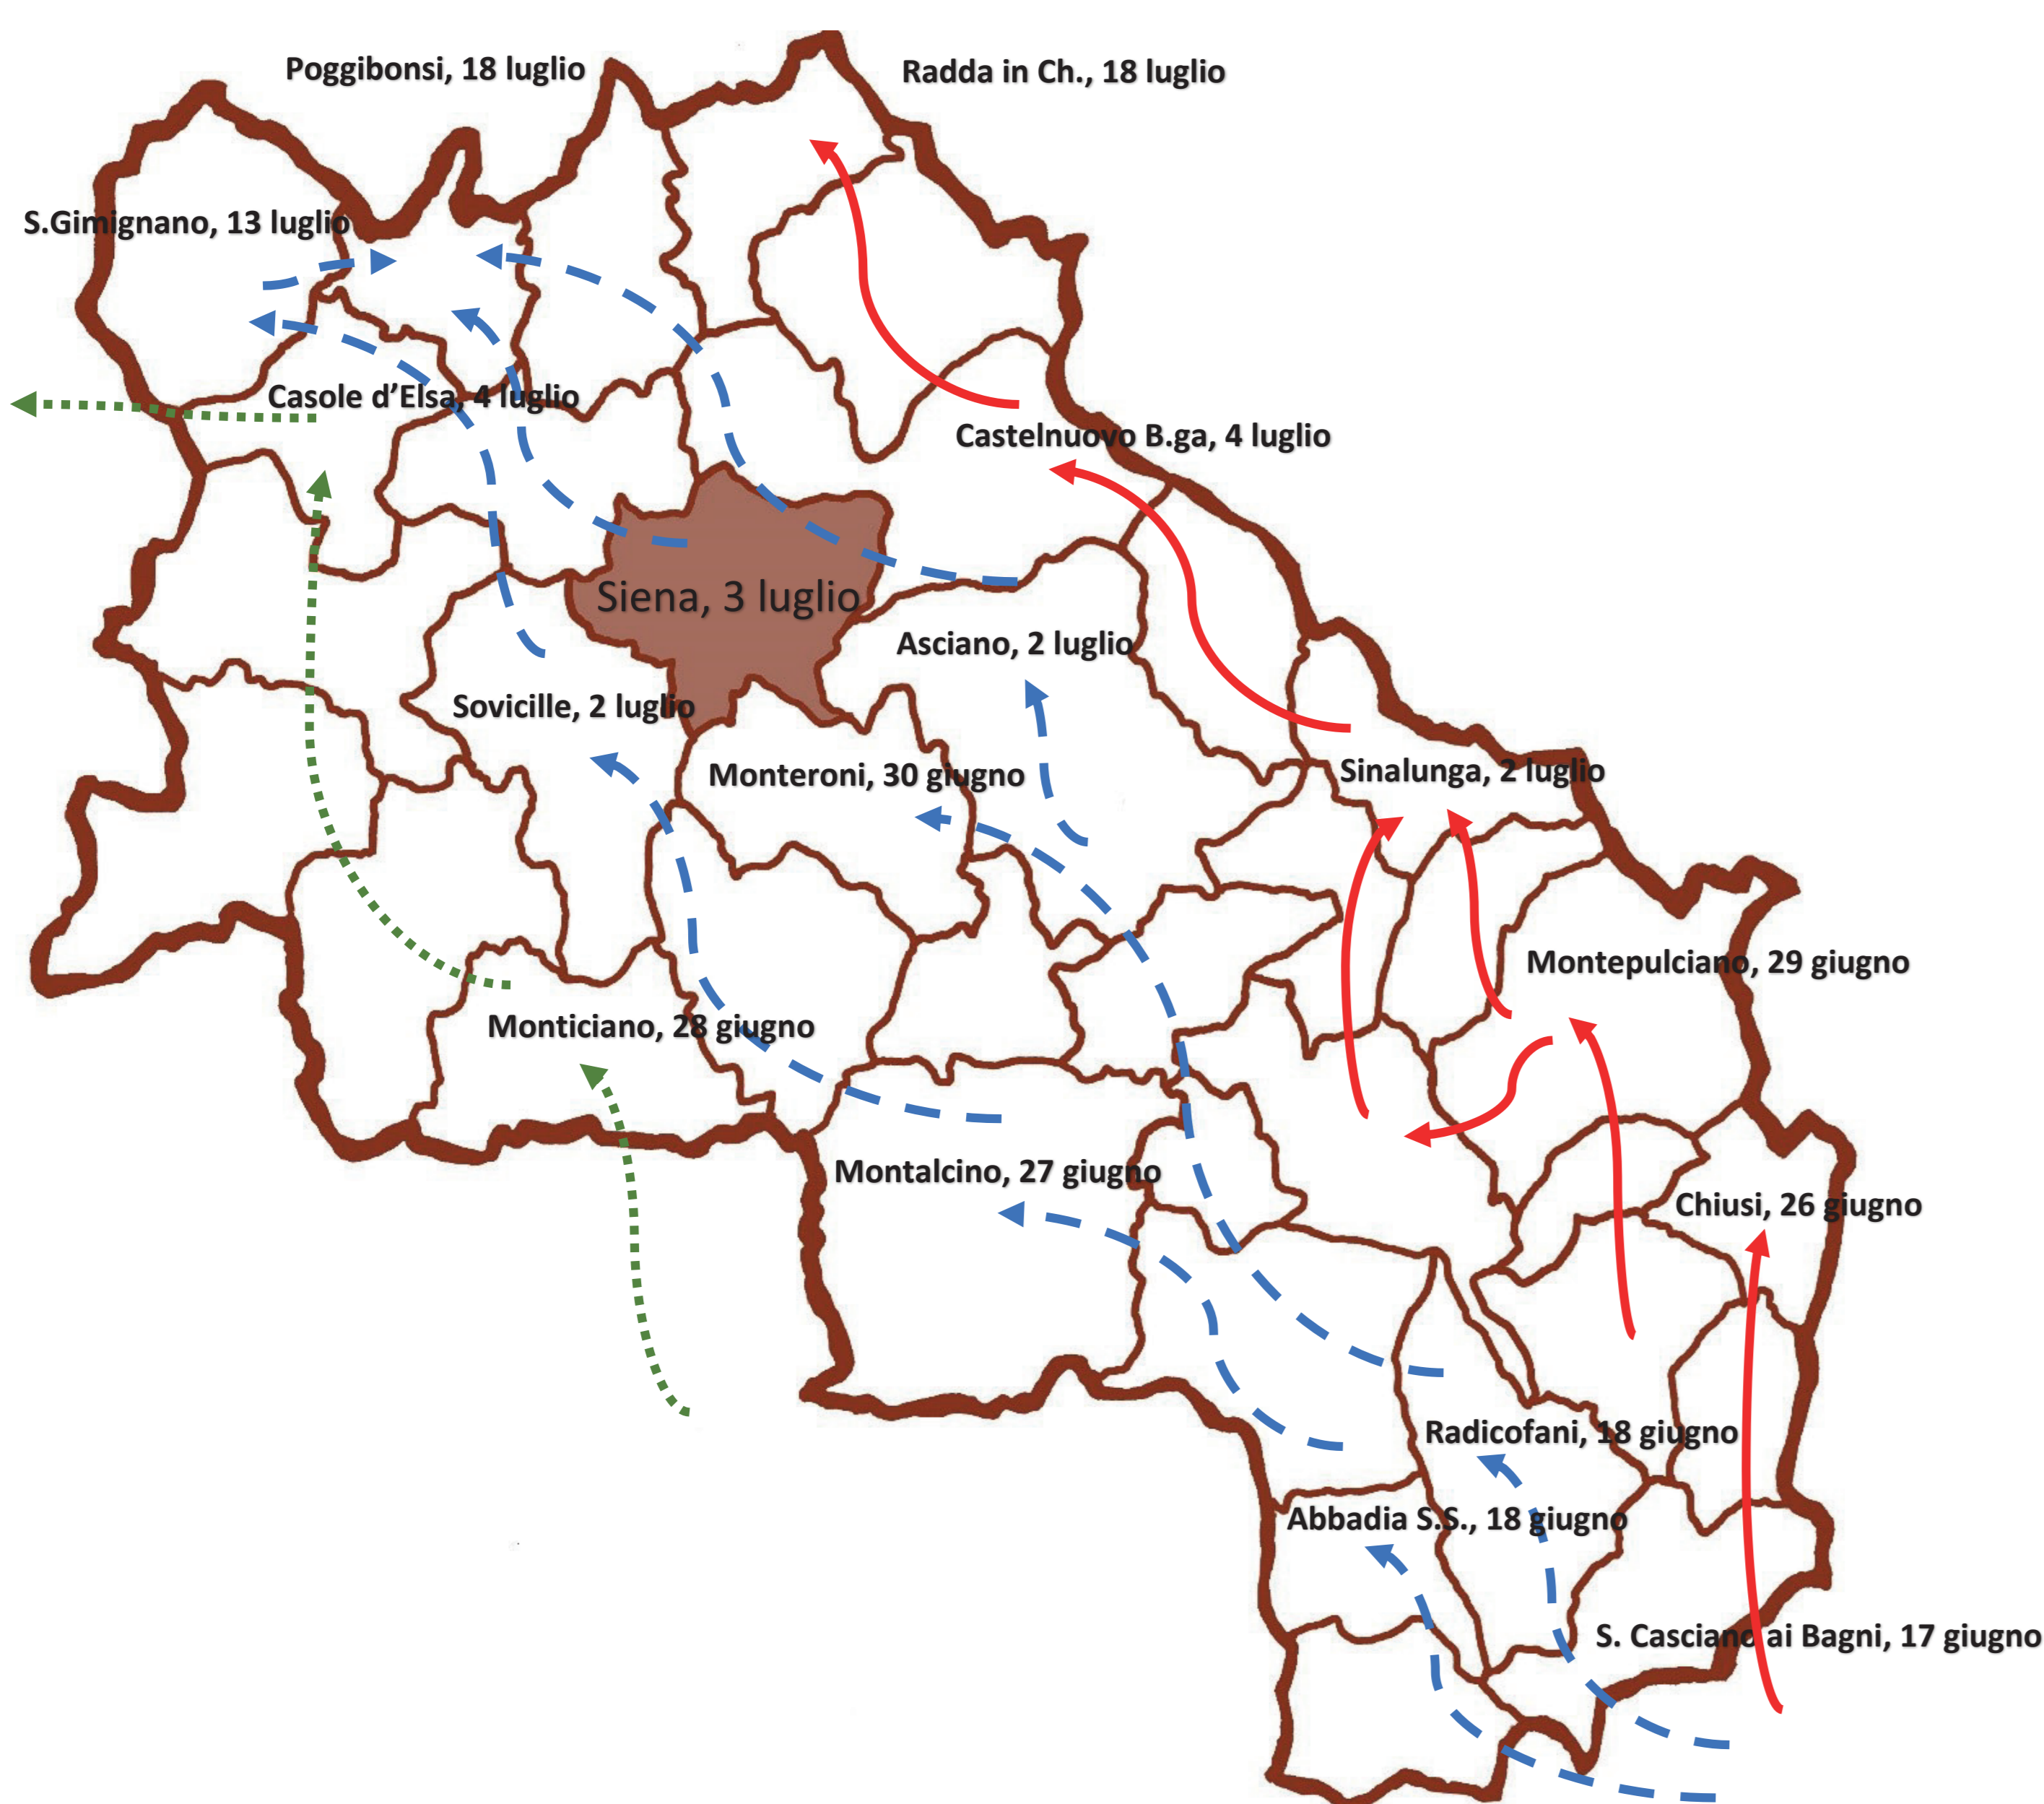 Poggibonsi, 18 luglio
Radda in Ch., 18 luglio
S.Gimignano, 13 luglio
Casole d'Elsa, 4 luglio
Castelnuovo B.ga, 4 luglio
Siena, 3 luglio
Asciano, 2 luglio
Sovicille, 2 luglio
Monteroni, 30 giugno
Sinalunga, 2 luglio
Montepulciano, 29 giugno
Monticiano, 28 giugno
Montalcino, 27 giugno
Chiusi, 26 giugno
Radicofani, 18 giugno
Abbadia S.S., 18 giugno
S. Casciano ai Bagni, 17 giugno